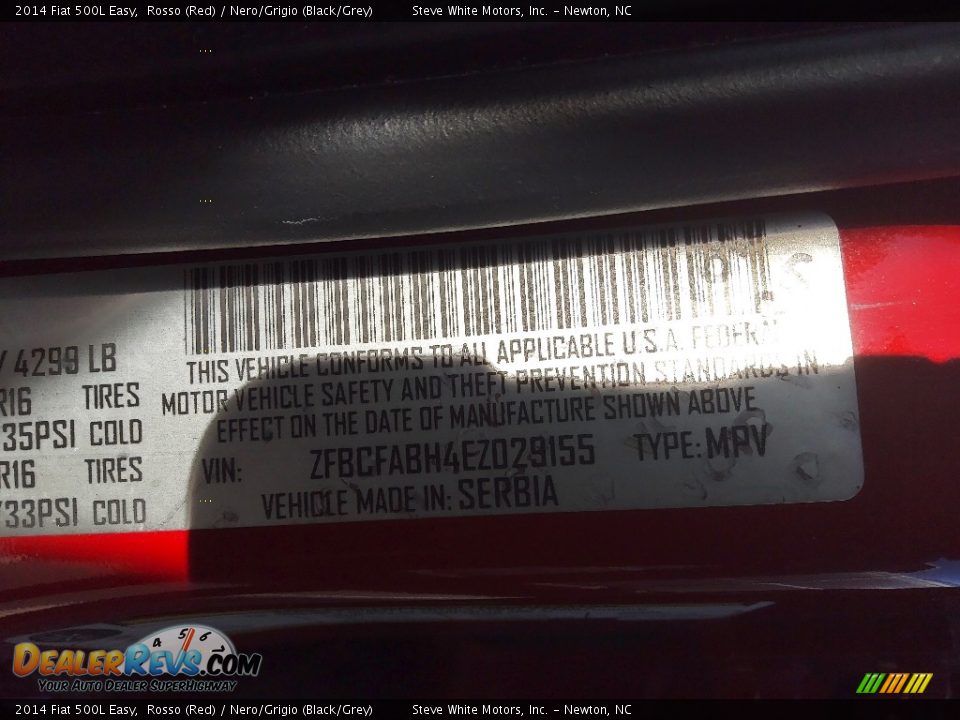 2014 Fiat 500L Easy, Rosso (Red) / Nero/Grigio (Black/Grey) Steve White Motors, Inc. – Newton, NC
/ 4299 LB
R16 TIRES
/35PSI COLD
R16 TIRES
/33PSI COLD
THIS VEHICLE CONFORMS TO ALL APPLICABLE U.S.A. FEDERAL
MOTOR VEHICLE SAFETY AND THEFT PREVENTION STANDARDS IN
EFFECT ON THE DATE OF MANUFACTURE SHOWN ABOVE
VIN: ZFBCFABH4EZ029155 TYPE: MPV
VEHICLE MADE IN: SERBIA
4 5 6
DEALERREVS.COM
YOUR AUTO DEALER SUPERHIGHWAY
2014 Fiat 500L Easy, Rosso (Red) / Nero/Grigio (Black/Grey) Steve White Motors, Inc. – Newton, NC